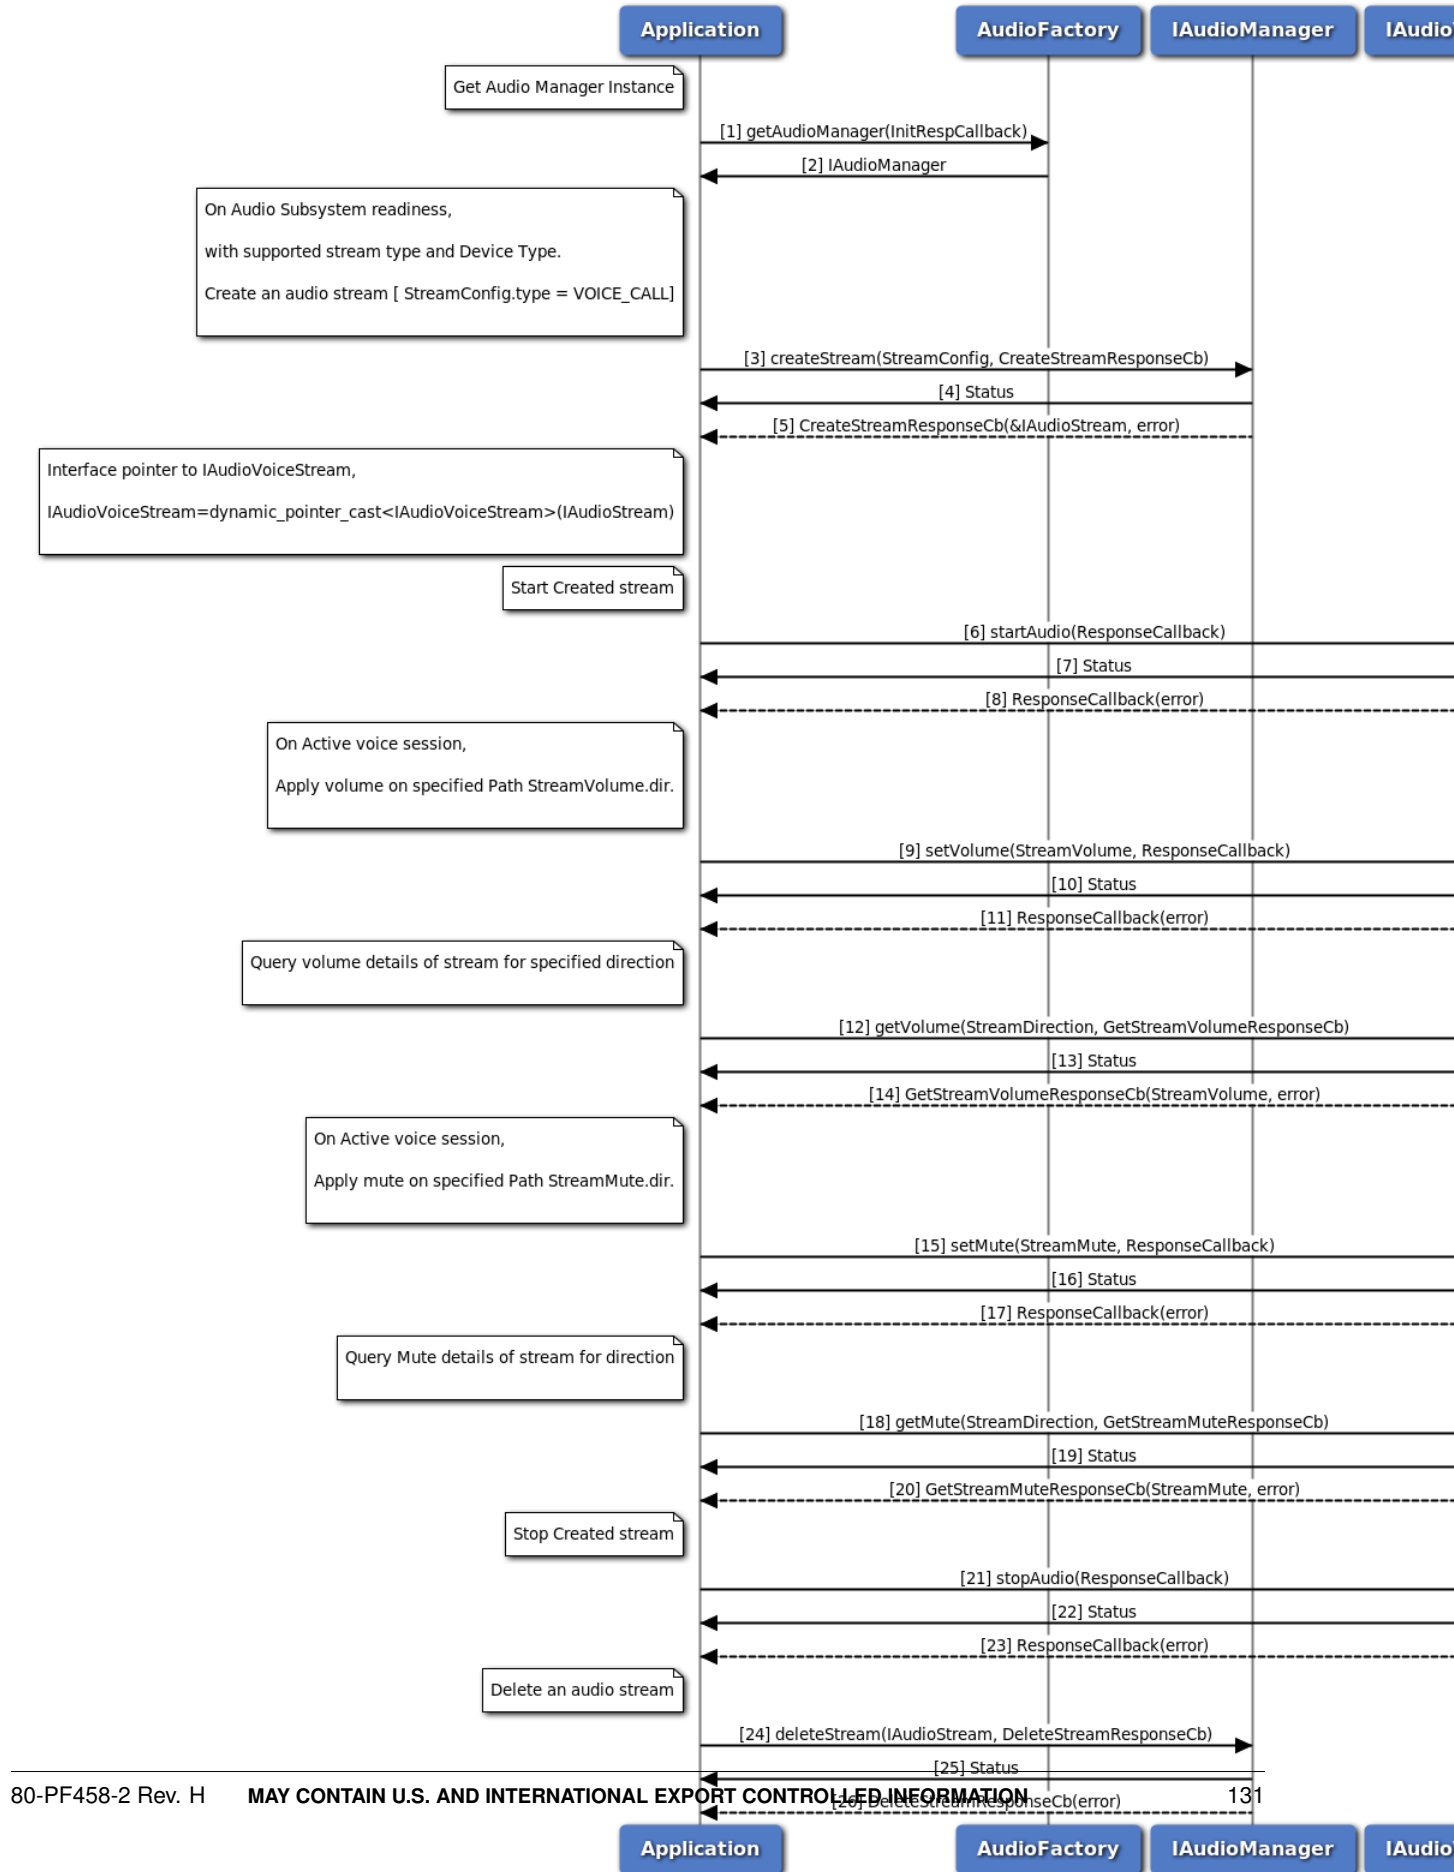 Application AudioFactory IAudioManager IAudio
Get Audio Manager Instance
[1] getAudioManager(InitRespCallback)
[2] IAudioManager
On Audio Subsystem readiness,
with supported stream type and Device Type.
Create an audio stream [ StreamConfig.type = VOICE_CALL]
[3] createStream(StreamConfig, CreateStreamResponseCb)
[4] Status
[5] CreateStreamResponseCb(&IAudioStream, error)
Interface pointer to IAudioVoiceStream,
IAudioVoiceStream=dynamic_pointer_cast<IAudioVoiceStream>(IAudioStream)
Start Created stream
[6] startAudio(ResponseCallback)
[7] Status
[8] ResponseCallback(error)
On Active voice session,
Apply volume on specified Path StreamVolume.dir.
[9] setVolume(StreamVolume, ResponseCallback)
[10] Status
[11] ResponseCallback(error)
Query volume details of stream for specified direction
[12] getVolume(StreamDirection, GetStreamVolumeResponseCb)
[13] Status
[14] GetStreamVolumeResponseCb(StreamVolume, error)
On Active voice session,
Apply mute on specified Path StreamMute.dir.
[15] setMute(StreamMute, ResponseCallback)
[16] Status
[17] ResponseCallback(error)
Query Mute details of stream for direction
[18] getMute(StreamDirection, GetStreamMuteResponseCb)
[19] Status
[20] GetStreamMuteResponseCb(StreamMute, error)
Stop Created stream
[21] stopAudio(ResponseCallback)
[22] Status
[23] ResponseCallback(error)
Delete an audio stream
[24] deleteStream(IAudioStream, DeleteStreamResponseCb)
[25] Status
80-PF458-2 Rev. H MAY CONTAIN U.S. AND INTERNATIONAL EXPORT CONTROLLED INFORMATION 131
[26] DeleteStreamResponseCb(error)
Application AudioFactory IAudioManager IAudio